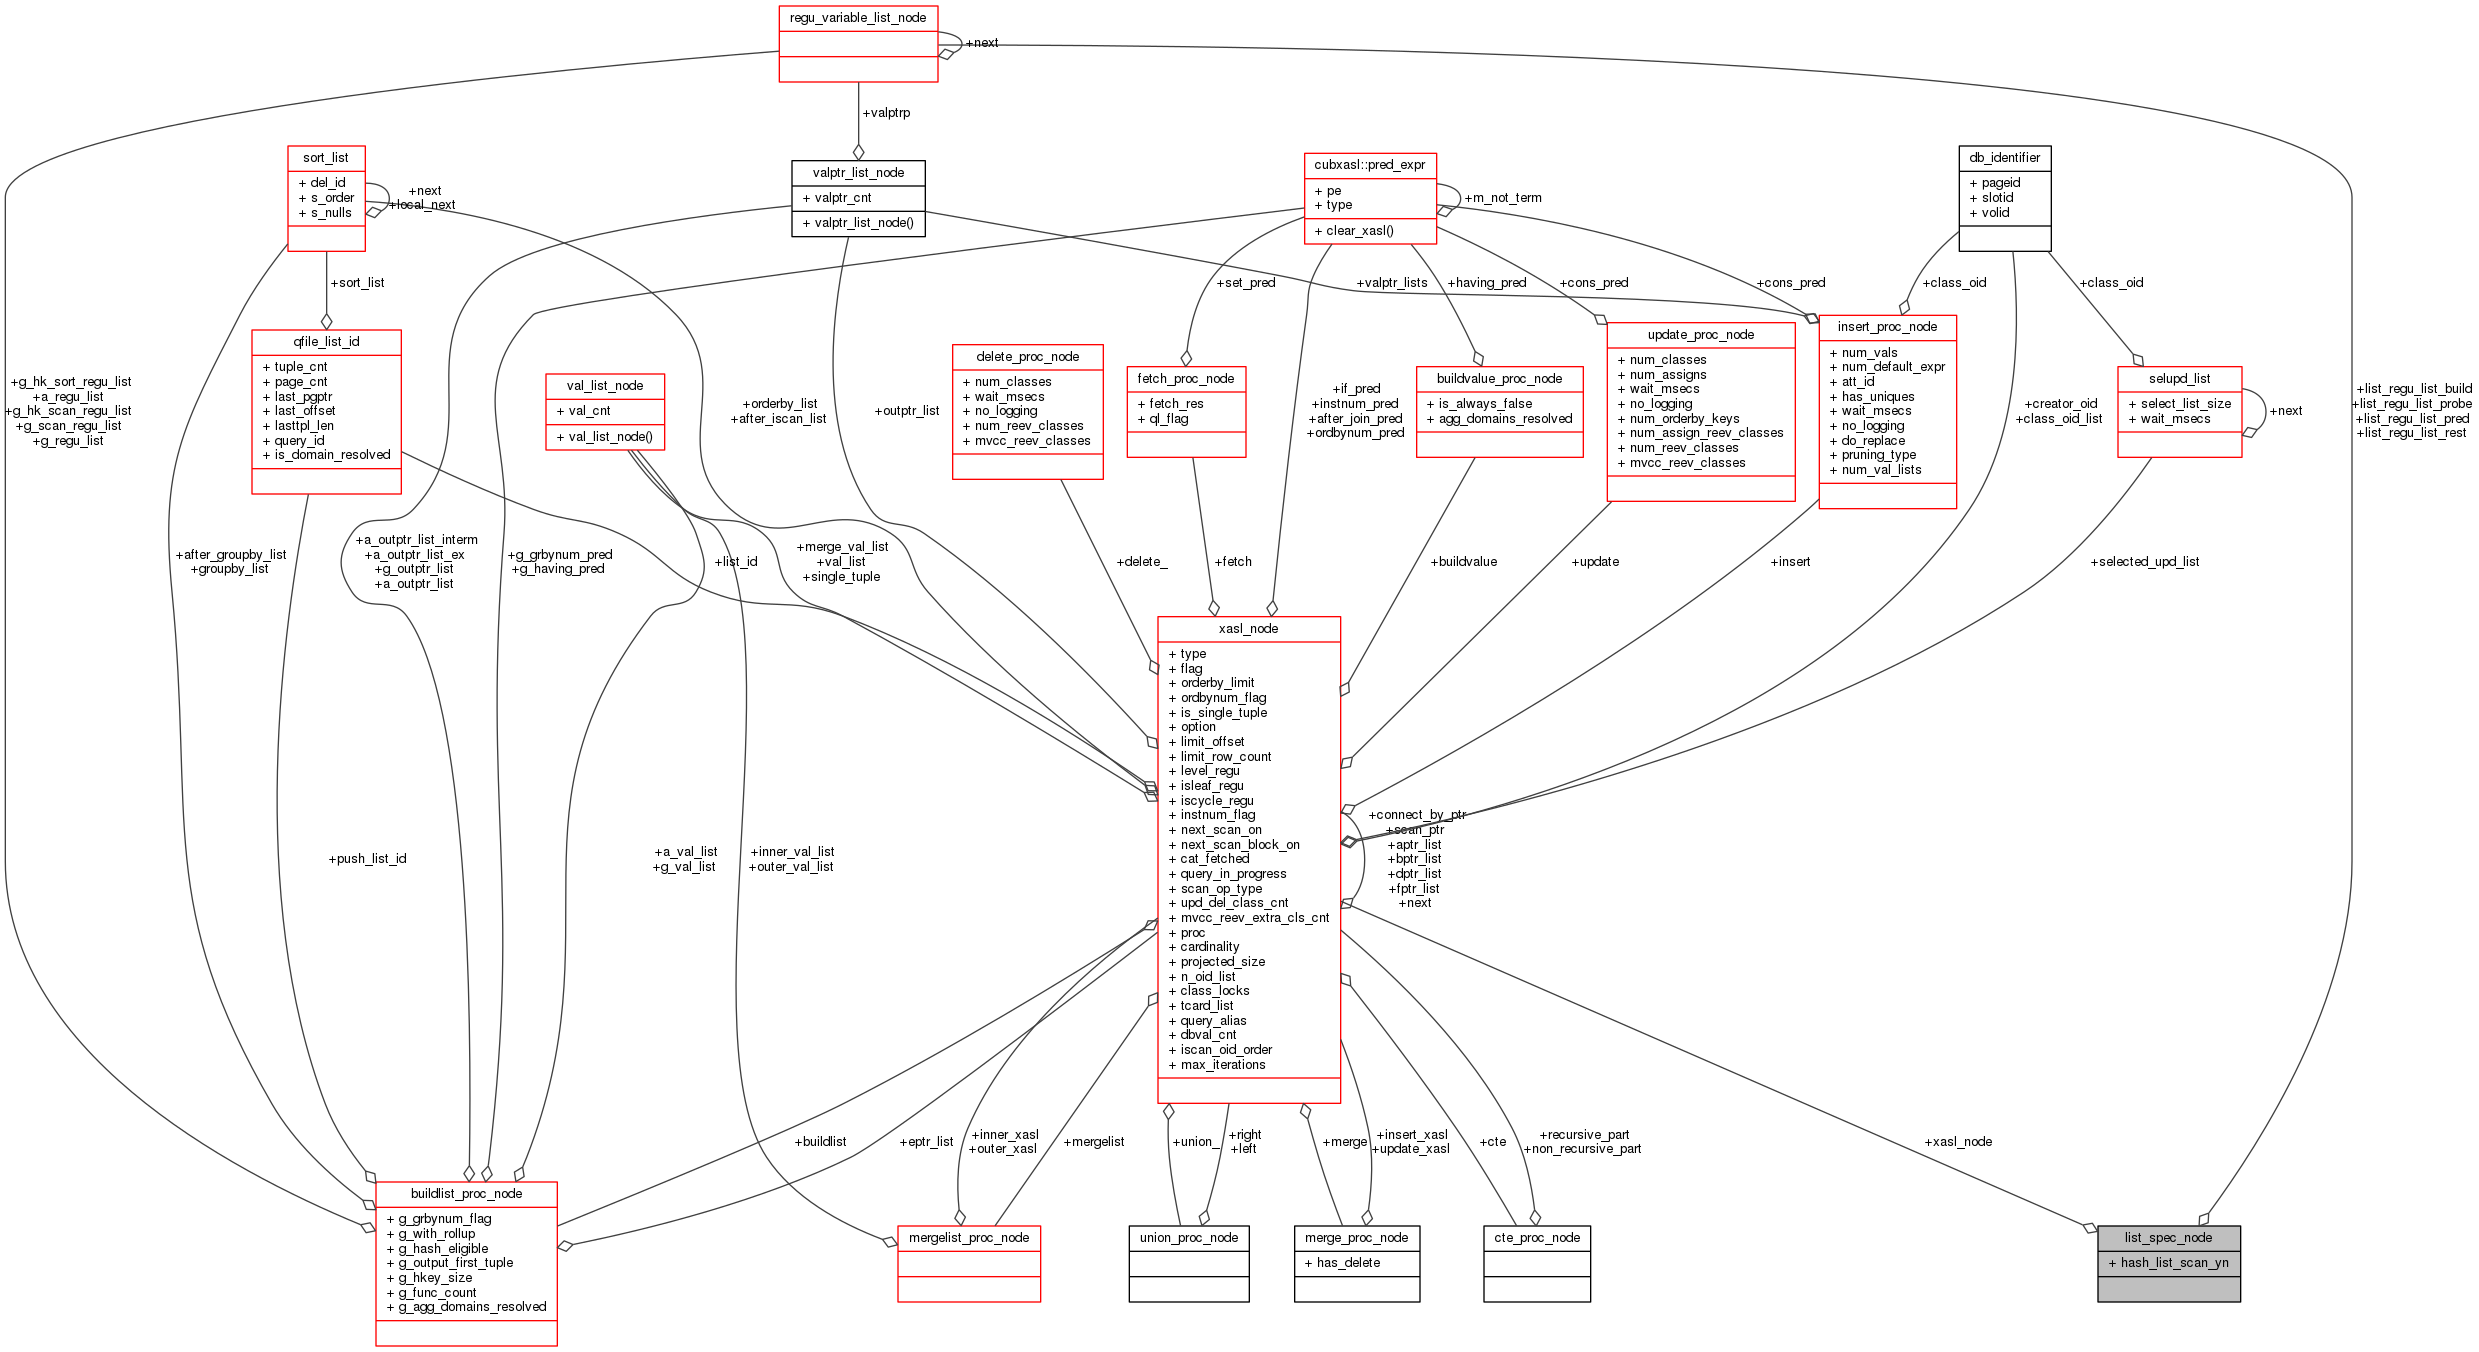 regu_variable_list_node
+next
+valptrp
sort_list
+ del_id
+ s_order
+ s_nulls
+next
+local_next
valptr_list_node
+ valptr_cnt
+ valptr_list_node()
cubxasl::pred_expr
+ pe
+ type
+ clear_xasl()
+m_not_term
db_identifier
+ pageid
+ slotid
+ volid
+sort_list
+set_pred
+valptr_lists
+having_pred
+cons_pred
+cons_pred
+class_oid
+class_oid
qfile_list_id
+ tuple_cnt
+ page_cnt
+ last_pgptr
+ last_offset
+ lasttpl_len
+ query_id
+ is_domain_resolved
val_list_node
+ val_cnt
+ val_list_node()
delete_proc_node
+ num_classes
+ wait_msecs
+ no_logging
+ num_reev_classes
+ mvcc_reev_classes
fetch_proc_node
+ fetch_res
+ ql_flag
buildvalue_proc_node
+ is_always_false
+ agg_domains_resolved
update_proc_node
+ num_classes
+ num_assigns
+ wait_msecs
+ no_logging
+ num_orderby_keys
+ num_assign_reev_classes
+ num_reev_classes
+ mvcc_reev_classes
insert_proc_node
+ num_vals
+ num_default_expr
+ att_id
+ has_uniques
+ wait_msecs
+ no_logging
+ do_replace
+ pruning_type
+ num_val_lists
selupd_list
+ select_list_size
+ wait_msecs
+next
+g_hk_sort_regu_list
+a_regu_list
+g_hk_scan_regu_list
+g_scan_regu_list
+g_regu_list
+orderby_list
+after_iscan_list
+outptr_list
+if_pred
+instnum_pred
+after_join_pred
+ordbynum_pred
+creator_oid
+class_oid_list
+list_regu_list_build
+list_regu_list_probe
+list_regu_list_pred
+list_regu_list_rest
+after_groupby_list
+groupby_list
+a_outptr_list_interm
+a_outptr_list_ex
+g_outptr_list
+a_outptr_list
+g_grbynum_pred
+g_having_pred
+list_id
+merge_val_list
+val_list
+single_tuple
+delete_
+fetch
+buildvalue
+update
+insert
+selected_upd_list
xasl_node
+ type
+ flag
+ orderby_limit
+ ordbynum_flag
+ is_single_tuple
+ option
+ limit_offset
+ limit_row_count
+ level_regu
+ isleaf_regu
+ iscycle_regu
+ instnum_flag
+ next_scan_on
+ next_scan_block_on
+ cat_fetched
+ query_in_progress
+ scan_op_type
+ upd_del_class_cnt
+ mvcc_reev_extra_cls_cnt
+ proc
+ cardinality
+ projected_size
+ n_oid_list
+ class_locks
+ tcard_list
+ query_alias
+ dbval_cnt
+ iscan_oid_order
+ max_iterations
+connect_by_ptr
+scan_ptr
+aptr_list
+bptr_list
+dptr_list
+fptr_list
+next
+push_list_id
+a_val_list
+g_val_list
+inner_val_list
+outer_val_list
+buildlist
+eptr_list
+inner_xasl
+outer_xasl
+mergelist
+union_
+right
+left
+merge
+insert_xasl
+update_xasl
+cte
+recursive_part
+non_recursive_part
+xasl_node
buildlist_proc_node
+ g_grbynum_flag
+ g_with_rollup
+ g_hash_eligible
+ g_output_first_tuple
+ g_hkey_size
+ g_func_count
+ g_agg_domains_resolved
mergelist_proc_node
union_proc_node
merge_proc_node
+ has_delete
cte_proc_node
list_spec_node
+ hash_list_scan_yn